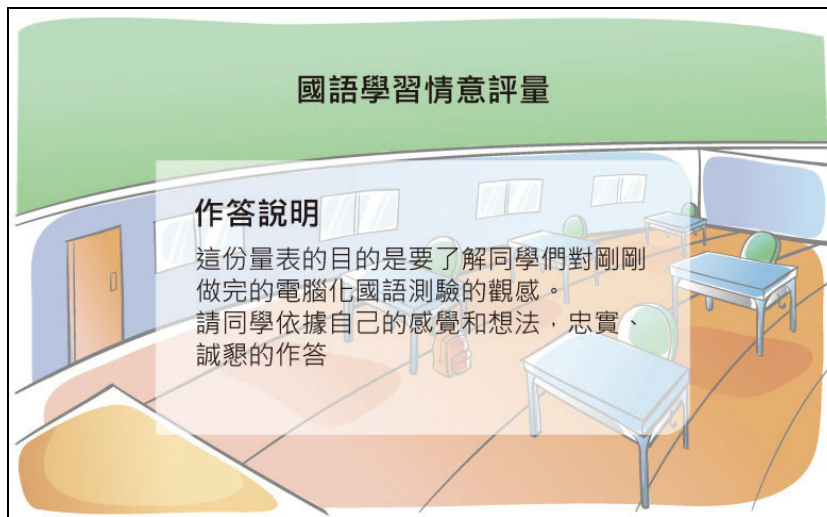 國語學習情意評量
作答說明
這份量表的目的是要了解同學們對剛剛
做完的電腦化國語測驗的觀感。
請同學依據自己的感覺和想法，忠實、
誠懇的作答